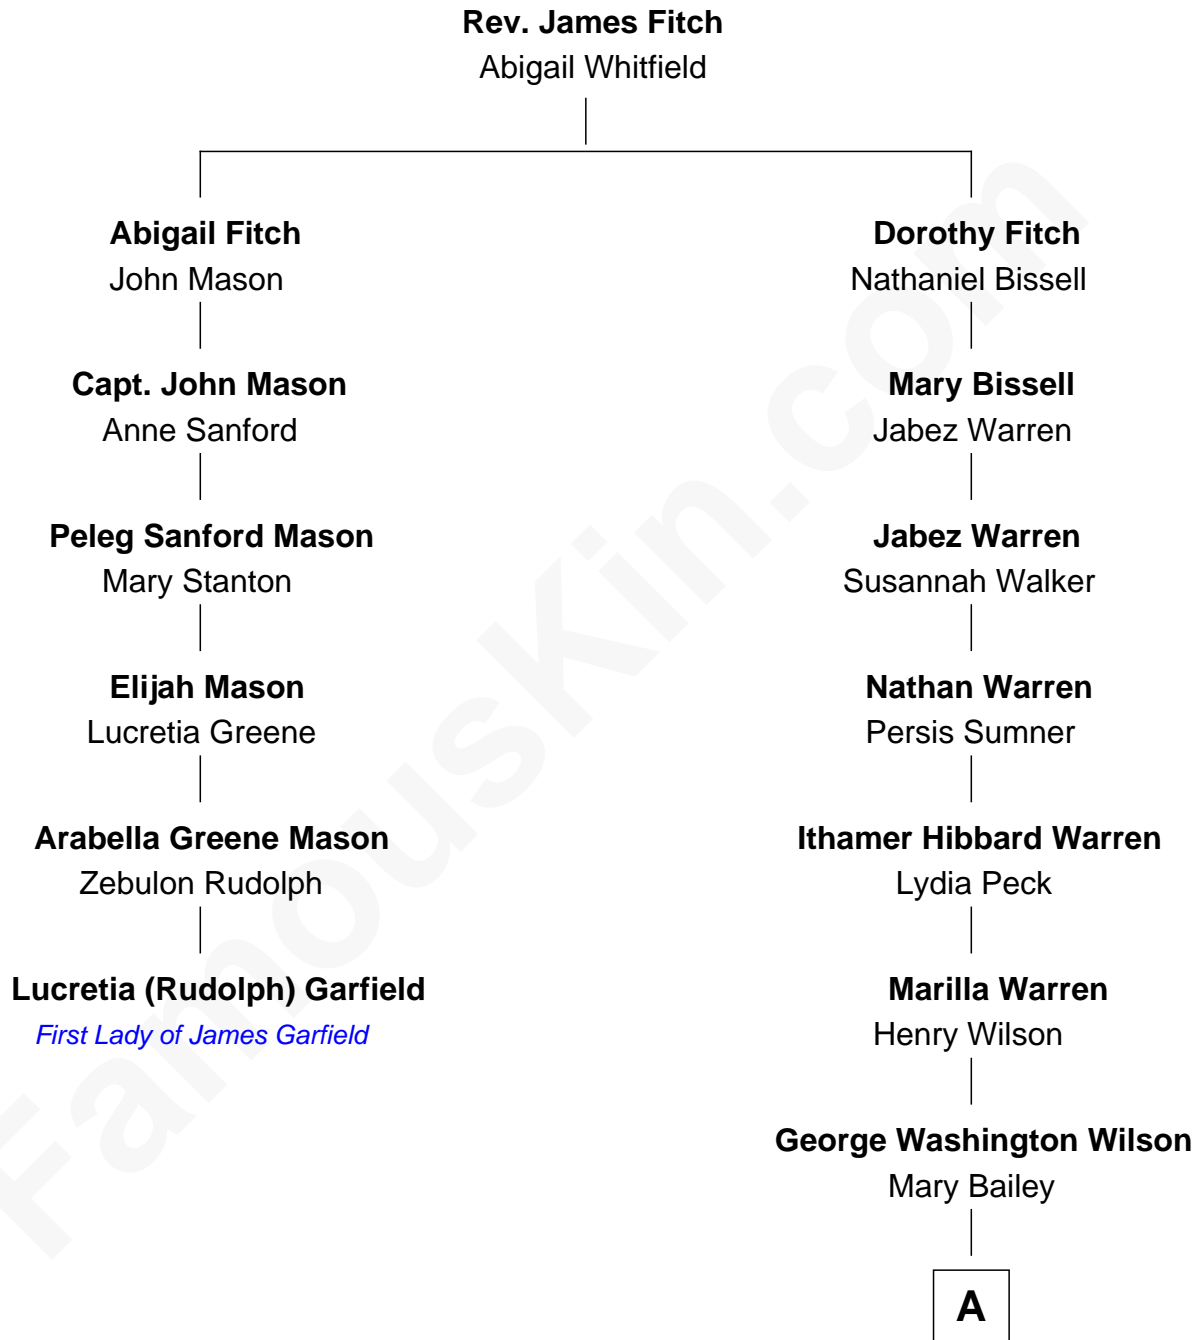 Rev. James Fitch
Abigail Whitfield
Abigail Fitch
John Mason
Capt. John Mason
Anne Sanford
Peleg Sanford Mason
Mary Stanton
Elijah Mason
Lucretia Greene
Arabella Greene Mason
Zebulon Rudolph
Lucretia (Rudolph) Garfield
First Lady of James Garfield
Dorothy Fitch
Nathaniel Bissell
Mary Bissell
Jabez Warren
Jabez Warren
Susannah Walker
Nathan Warren
Persis Sumner
Ithamer Hibbard Warren
Lydia Peck
Marilla Warren
Henry Wilson
George Washington Wilson
Mary Bailey
A
FamousKin.com